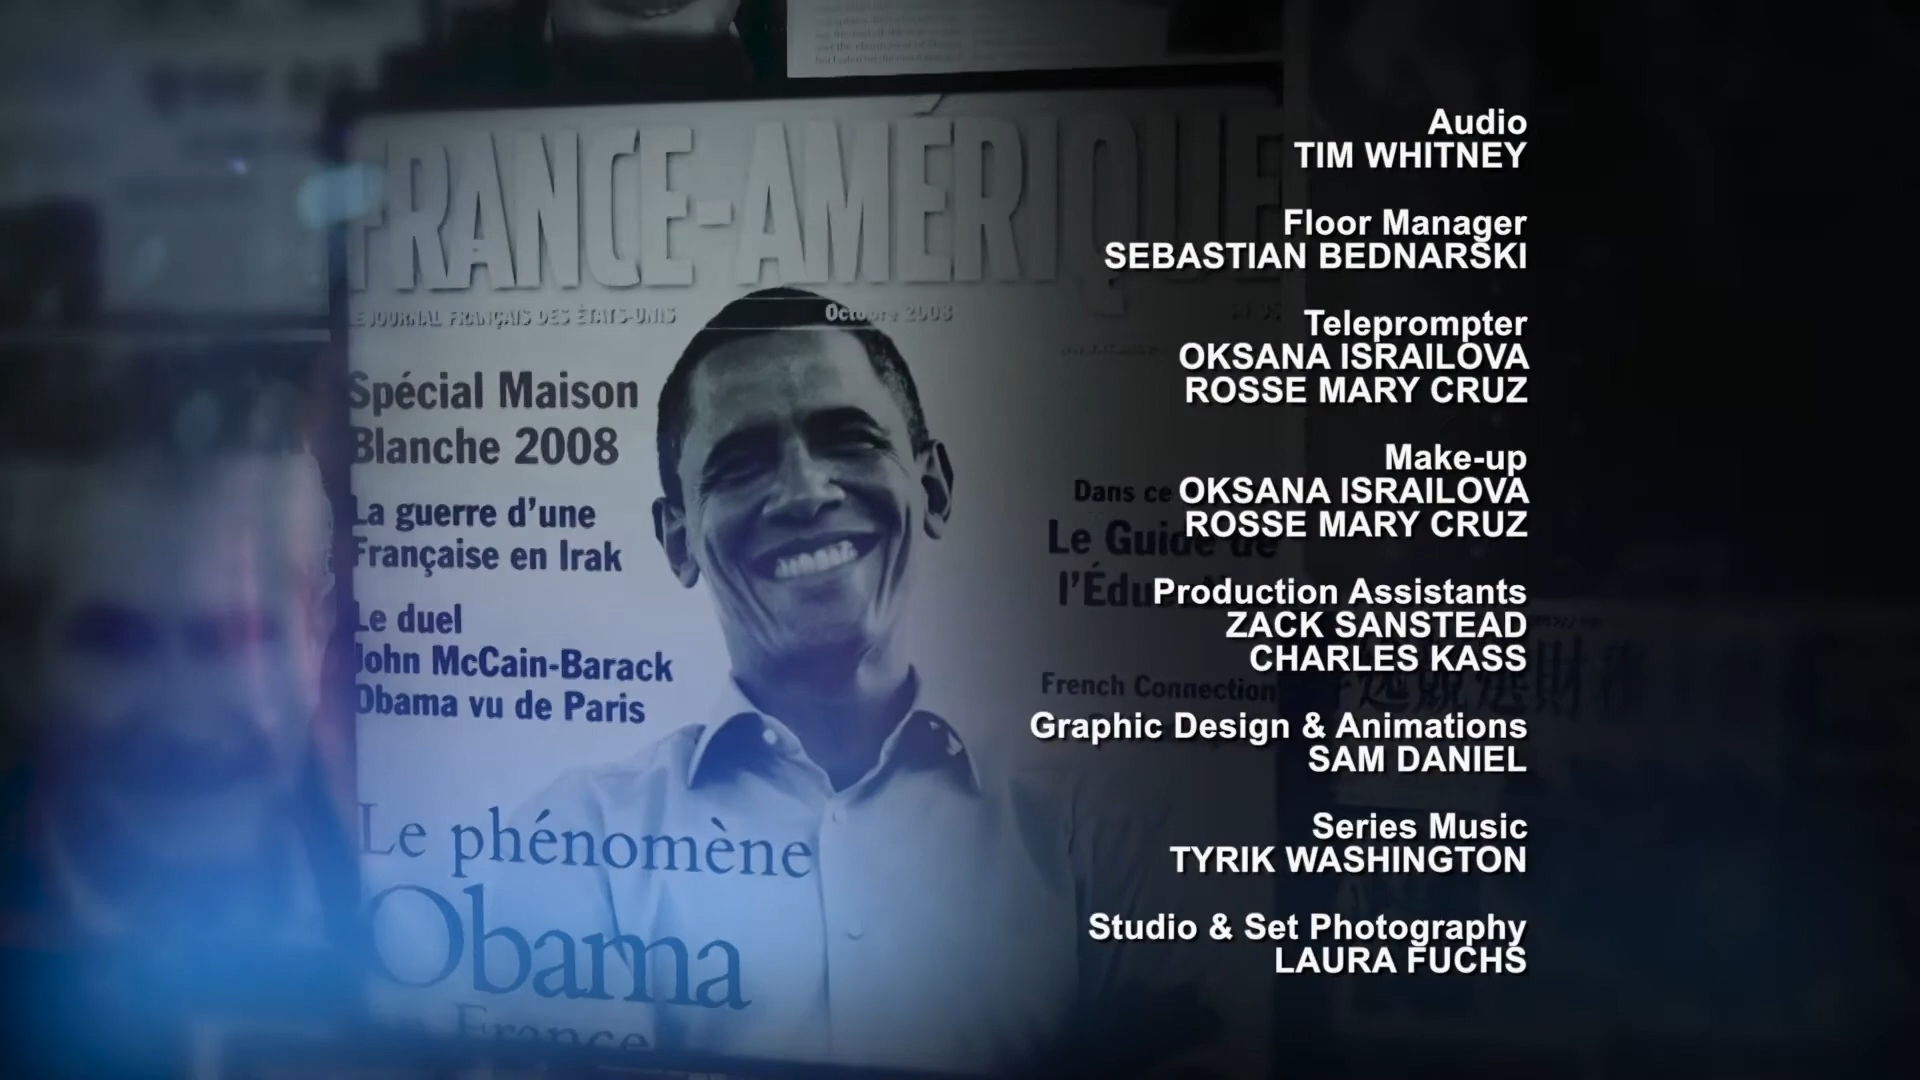 FRANCE-AMÉRIQUE
LE JOURNAL FRANÇAIS DES ÉTATS-UNIS
Octobre 2008
Spécial Maison
Blanche 2008
La guerre d'une
Française en Irak
Le duel
John McCain-Barack
Obama vu de Paris
Le phénomène
Obama
France
Dans ce
Le Guide de
French Connection
Audio
TIM WHITNEY
Floor Manager
SEBASTIAN BEDNARSKI
Teleprompter
OKSANA ISRAILOVA
ROSSE MARY CRUZ
Make-up
OKSANA ISRAILOVA
ROSSE MARY CRUZ
Production Assistants
ZACK SANSTEAD
CHARLES KASS
Graphic Design & Animations
SAM DANIEL
Series Music
TYRIK WASHINGTON
Studio & Set Photography
LAURA FUCHS